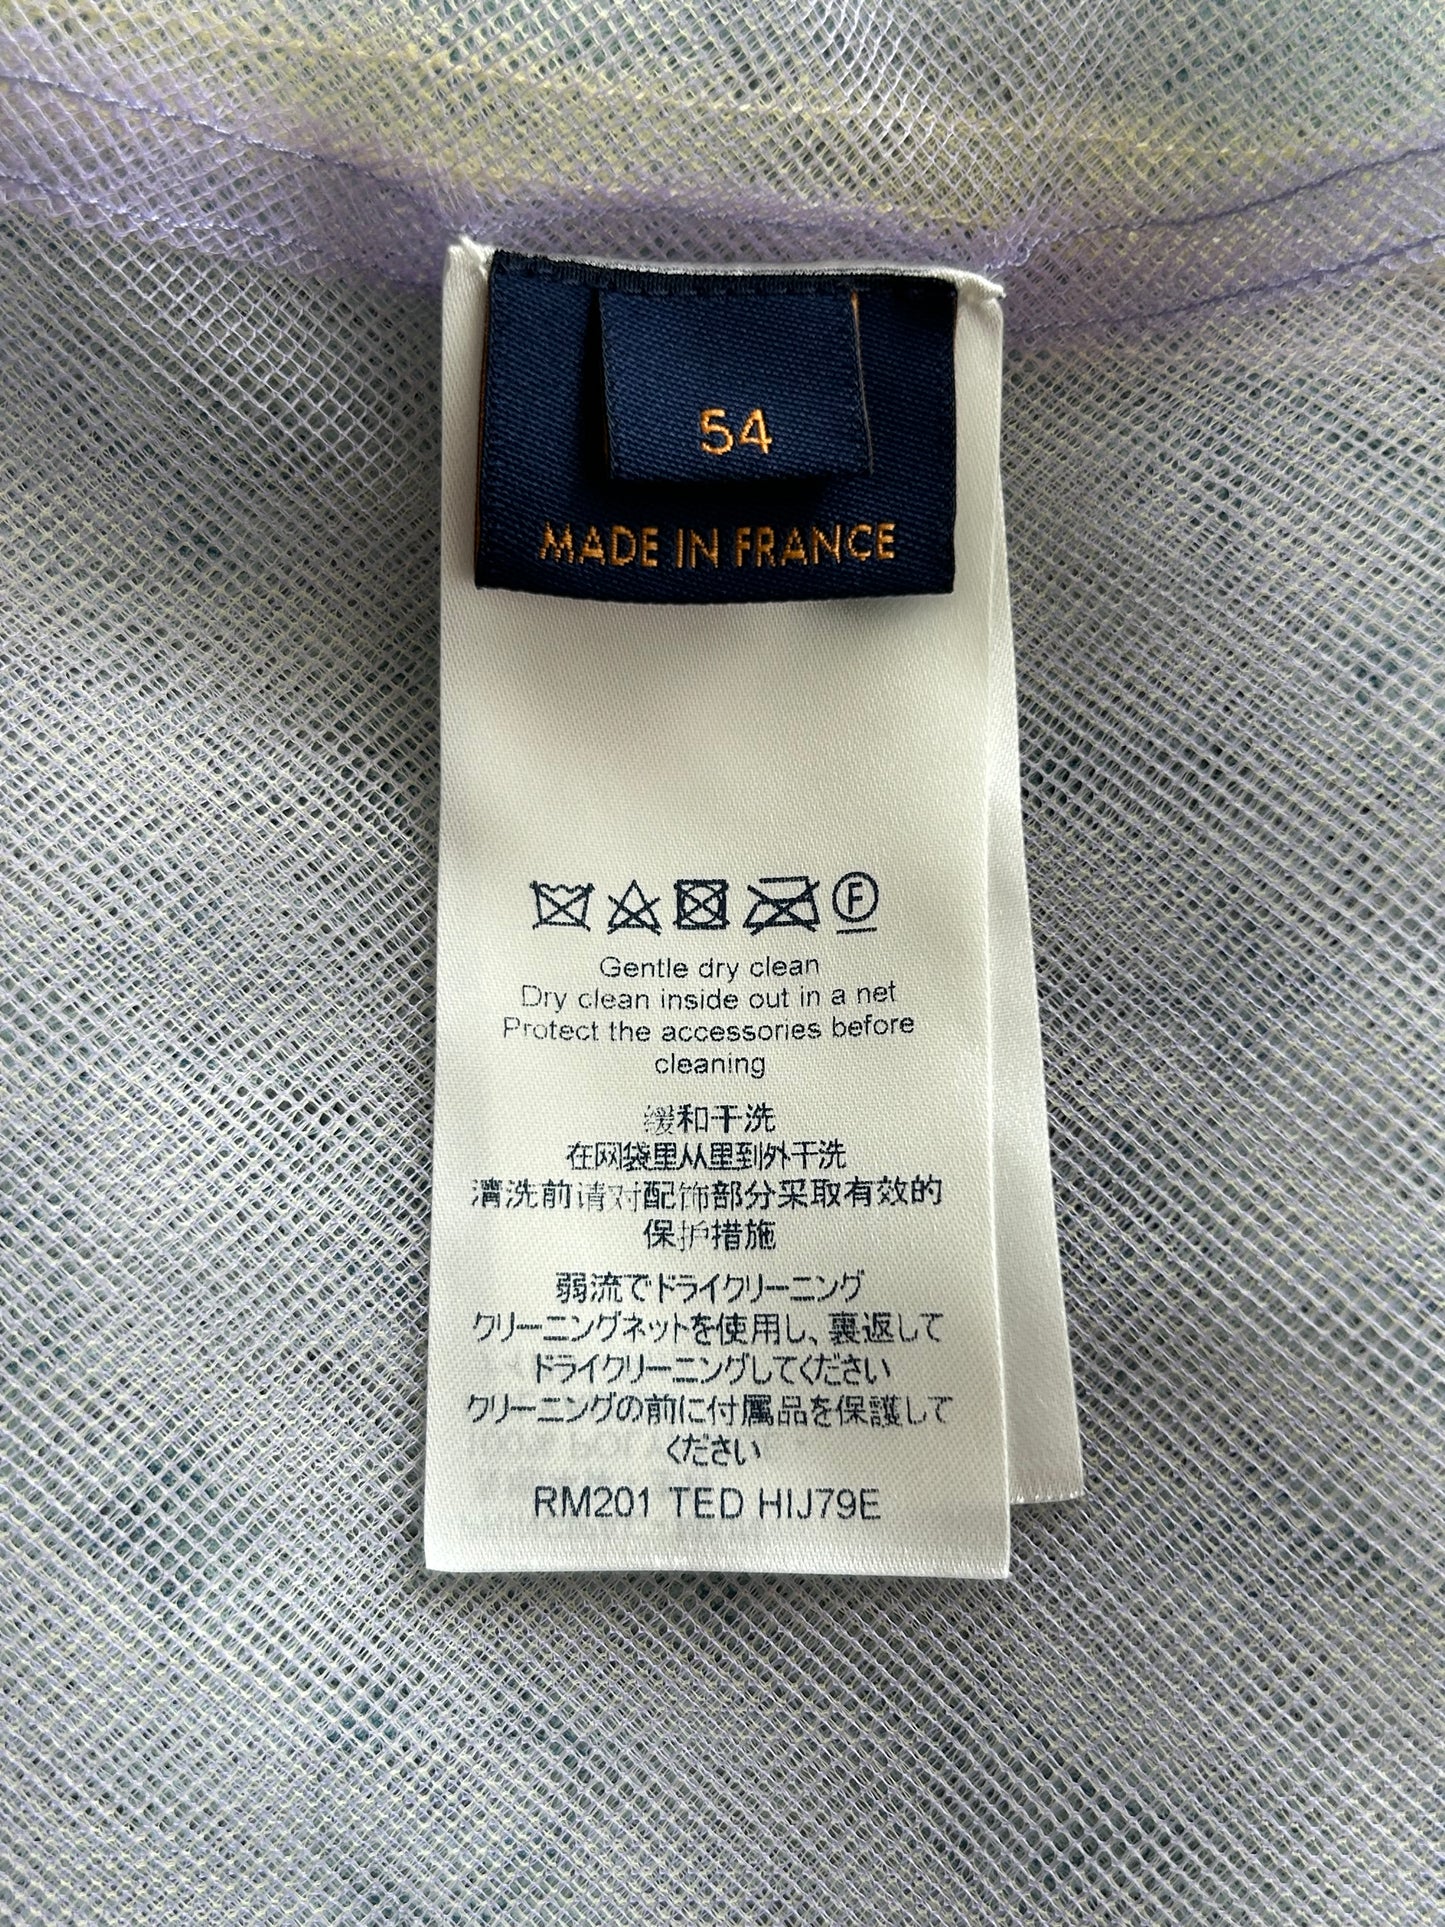 54
MADE IN FRANCE
F
Gentle dry clean
Dry clean inside out in a net
Protect the accessories before
cleaning
缓和干洗
在网袋里从里到外干洗
清洗前请对配饰部分采取有效的
保护措施
弱流でドライクリーニング
クリーニングネットを使用し、裏返して
ドライクリーニングしてください
クリーニングの前に付属品を保護して
ください
RM201 TED HIJ79E